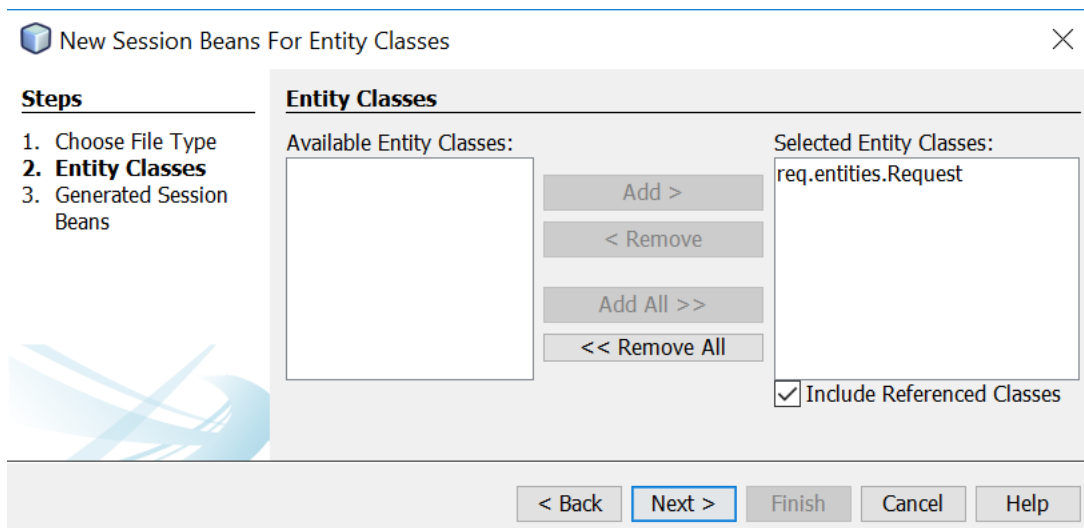 New Session Beans For Entity Classes
Steps
1. Choose File Type
2. Entity Classes
3. Generated Session
Beans
Entity Classes
Available Entity Classes:
Add >
< Remove
Add All >>
<< Remove All
Selected Entity Classes:
req.entities.Request
Include Referenced Classes
< Back
Next >
Finish
Cancel
Help